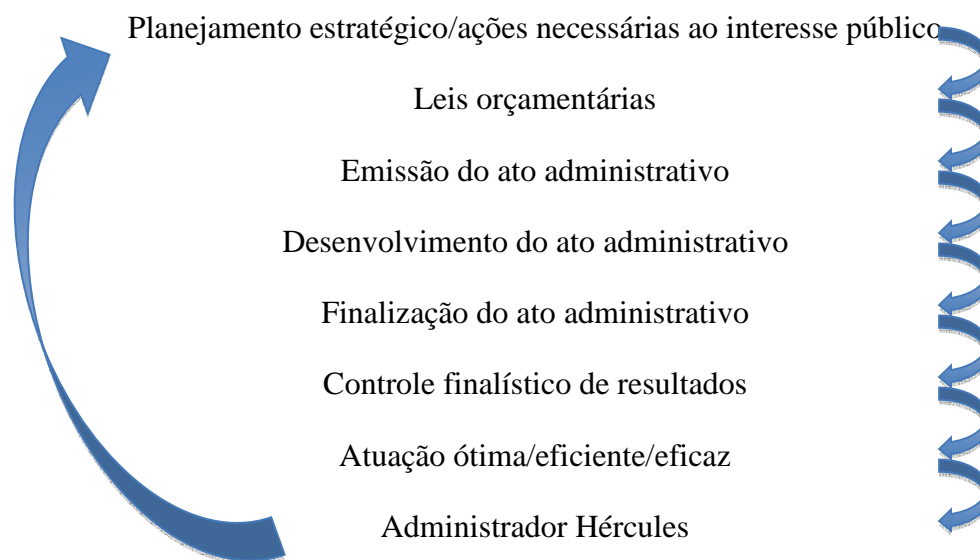 Planejamento estratégico/ações necessárias ao interesse público
Leis orçamentárias
Emissão do ato administrativo
Desenvolvimento do ato administrativo
Finalização do ato administrativo
Controle finalístico de resultados
Atuação ótima/eficiente/eficaz
Administrador Hércules